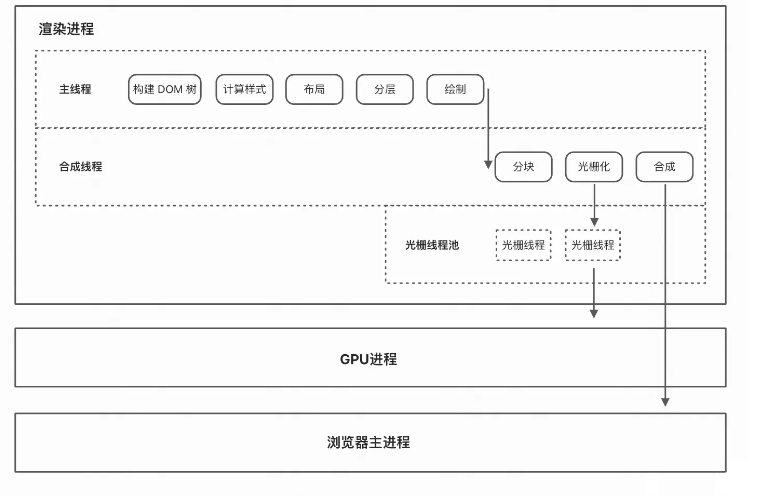 渲染进程
主线程 构建 DOM 树 计算样式 布局 分层 绘制
合成线程 分块 光栅化 合成
光栅线程池 光栅线程 光栅线程
GPU进程
浏览器主进程